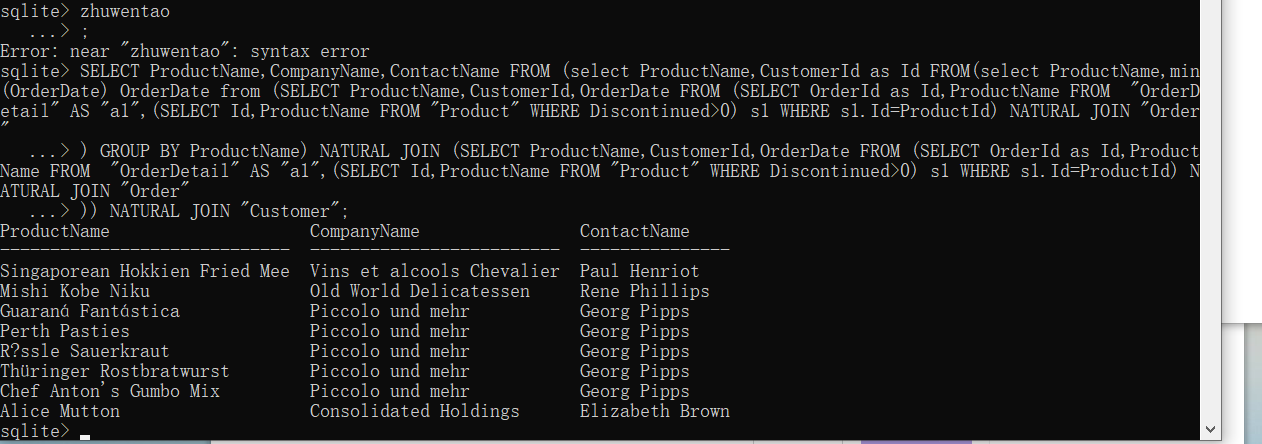 sqlite> zhuwentao
   ...> ;
Error: near "zhuwentao": syntax error
sqlite> SELECT ProductName,CompanyName,ContactName FROM (select ProductName,CustomerId as Id FROM(select ProductName,min
(OrderDate) OrderDate from (SELECT ProductName,CustomerId,OrderDate FROM (SELECT OrderId as Id,ProductName FROM  "OrderD
etail" AS "a1",(SELECT Id,ProductName FROM "Product" WHERE Discontinued>0) s1 WHERE s1.Id=ProductId) NATURAL JOIN "Order
"
   ...> ) GROUP BY ProductName) NATURAL JOIN (SELECT ProductName,CustomerId,OrderDate FROM (SELECT OrderId as Id,Product
Name FROM  "OrderDetail" AS "a1",(SELECT Id,ProductName FROM "Product" WHERE Discontinued>0) s1 WHERE s1.Id=ProductId) N
ATURAL JOIN "Order"
   ...> )) NATURAL JOIN "Customer";
ProductName                   CompanyName                ContactName
----------------------------  -------------------------  ---------------
Singaporean Hokkien Fried Mee  Vins et alcools Chevalier  Paul Henriot
Mishi Kobe Niku                Old World Delicatessen     Rene Phillips
Guaraná Fantástica             Piccolo und mehr           Georg Pipps
Perth Pasties                  Piccolo und mehr           Georg Pipps
R?ssle Sauerkraut              Piccolo und mehr           Georg Pipps
Thüringer Rostbratwurst        Piccolo und mehr           Georg Pipps
Chef Anton's Gumbo Mix         Piccolo und mehr           Georg Pipps
Alice Mutton                   Consolidated Holdings      Elizabeth Brown
sqlite>